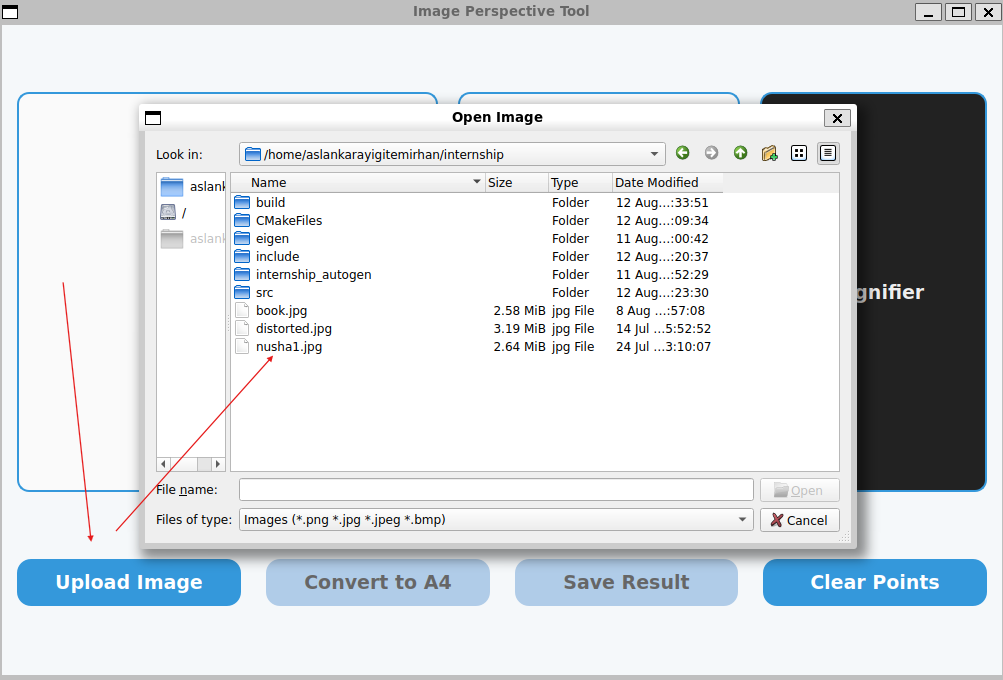 Image Perspective Tool
Open Image
Look in: /home/aslankarayigitemirhan/internship
aslank
/
aslank
Name Size Type Date Modified
build Folder 12 Aug...:33:51
CMakeFiles Folder 12 Aug...:09:34
eigen Folder 11 Aug...:00:42
include Folder 12 Aug...:20:37
internship_autogen Folder 11 Aug...:52:29
src Folder 12 Aug...:23:30
book.jpg 2.58 MiB jpg File 8 Aug ...:57:08
distorted.jpg 3.19 MiB jpg File 14 Jul ...5:52:52
nusha1.jpg 2.64 MiB jpg File 24 Jul ...3:10:07
gnifier
File name: Open
Files of type: Images (*.png *.jpg *.jpeg *.bmp) Cancel
Upload Image Convert to A4 Save Result Clear Points